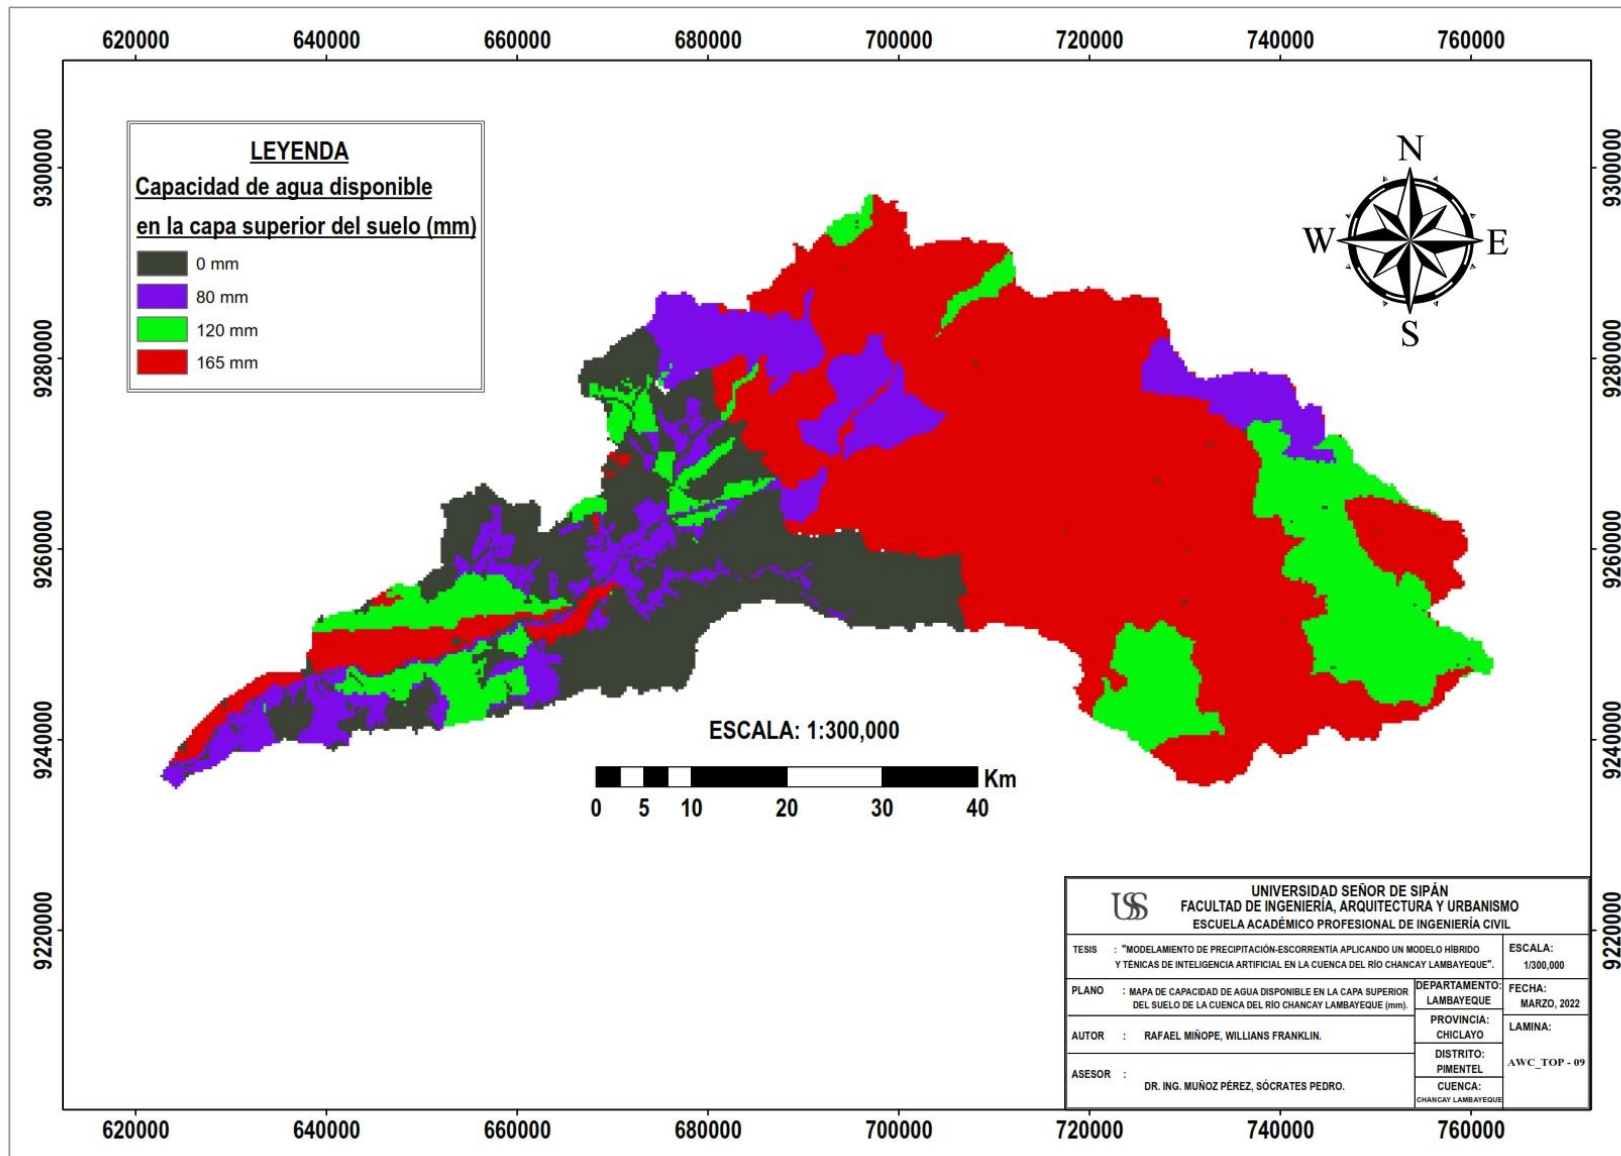 620000 640000 660000 680000 700000 720000 740000 760000
9300000
9280000
9260000
9240000
9220000
9300000
9280000
9260000
9240000
9220000
LEYENDA
Capacidad de agua disponible
en la capa superior del suelo (mm)
0 mm
80 mm
120 mm
165 mm
N
W E
S
ESCALA: 1:300,000
Km
0 5 10 20 30 40
USS
UNIVERSIDAD SEÑOR DE SIPÁN
FACULTAD DE INGENIERÍA, ARQUITECTURA Y URBANISMO
ESCUELA ACADÉMICO PROFESIONAL DE INGENIERÍA CIVIL
TESIS : "MODELAMIENTO DE PRECIPITACIÓN-ESCORRENTÍA APLICANDO UN MODELO HÍBRIDO
Y TÉNICAS DE INTELIGENCIA ARTIFICIAL EN LA CUENCA DEL RÍO CHANCAY LAMBAYEQUE".
ESCALA:
1/300,000
PLANO : MAPA DE CAPACIDAD DE AGUA DISPONIBLE EN LA CAPA SUPERIOR
DEL SUELO DE LA CUENCA DEL RÍO CHANCAY LAMBAYEQUE (mm).
DEPARTAMENTO:
LAMBAYEQUE
FECHA:
MARZO, 2022
AUTOR : RAFAEL MIÑOPE, WILLIANS FRANKLIN.
PROVINCIA:
CHICLAYO
LAMINA:
AWC_TOP - 09
ASESOR :
DR. ING. MUÑOZ PÉREZ, SÓCRATES PEDRO.
DISTRITO:
PIMENTEL
CUENCA:
CHANCAY LAMBAYEQUE
620000 640000 660000 680000 700000 720000 740000 760000